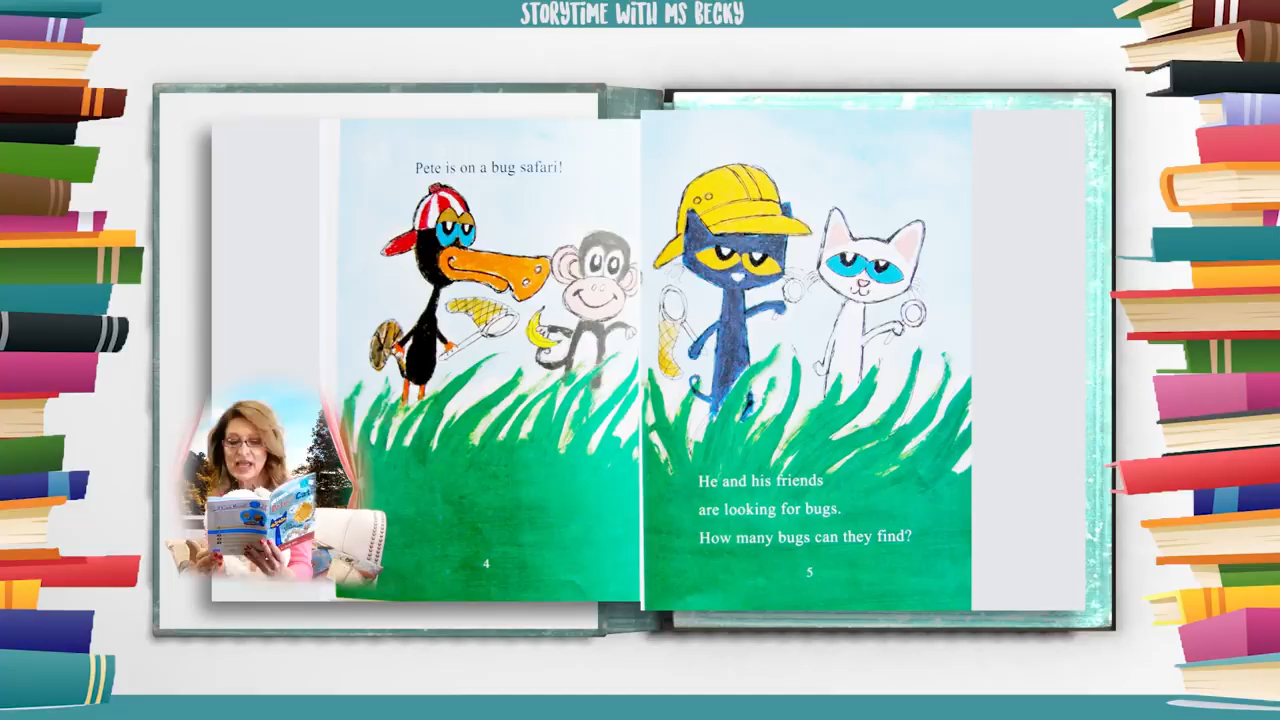 STORYTIME WITH MS BECKY
Pete is on a bug safari!
He and his friends
are looking for bugs.
How many bugs can they find?
4
5